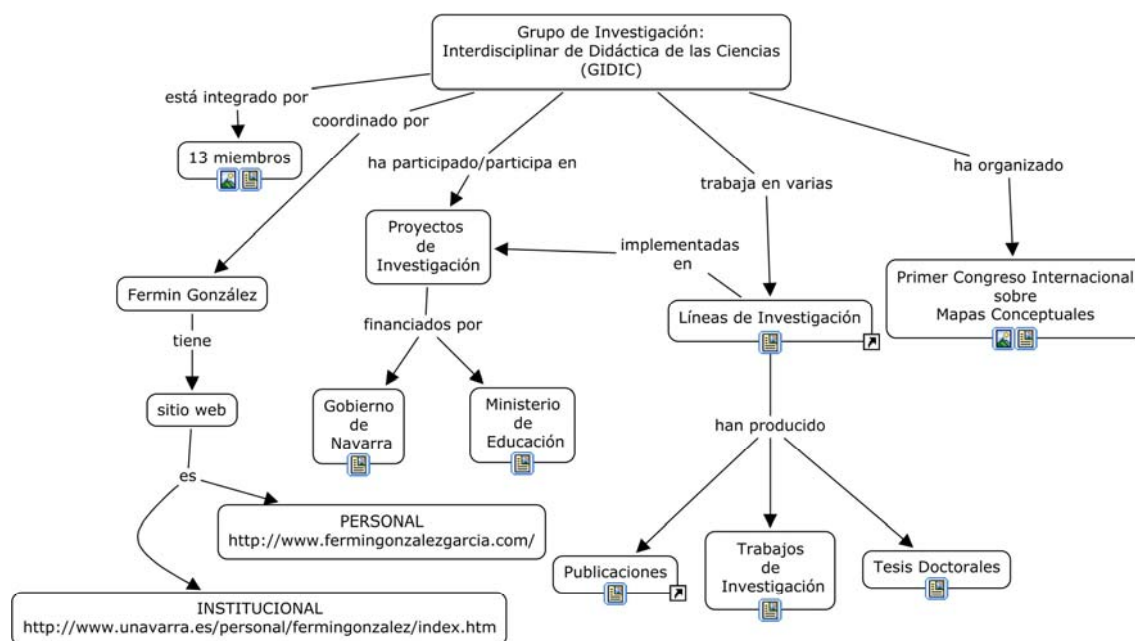 Grupo de Investigación:
Interdisciplinar de Didáctica de las Ciencias
(GIDIC)
está integrado por
13 miembros
coordinado por
Fermin González
tiene
sitio web
es
PERSONAL
http://www.fermingonzalezgarcia.com/
INSTITUCIONAL
http://www.unavarra.es/personal/fermingonzalez/index.htm
ha participado/participa en
Proyectos
de
Investigación
financiados por
Gobierno
de
Navarra
Ministerio
de
Educación
trabaja en varias
Líneas de Investigación
implementadas
en
han producido
Publicaciones
Trabajos
de
Investigación
Tesis Doctorales
ha organizado
Primer Congreso Internacional
sobre
Mapas Conceptuales